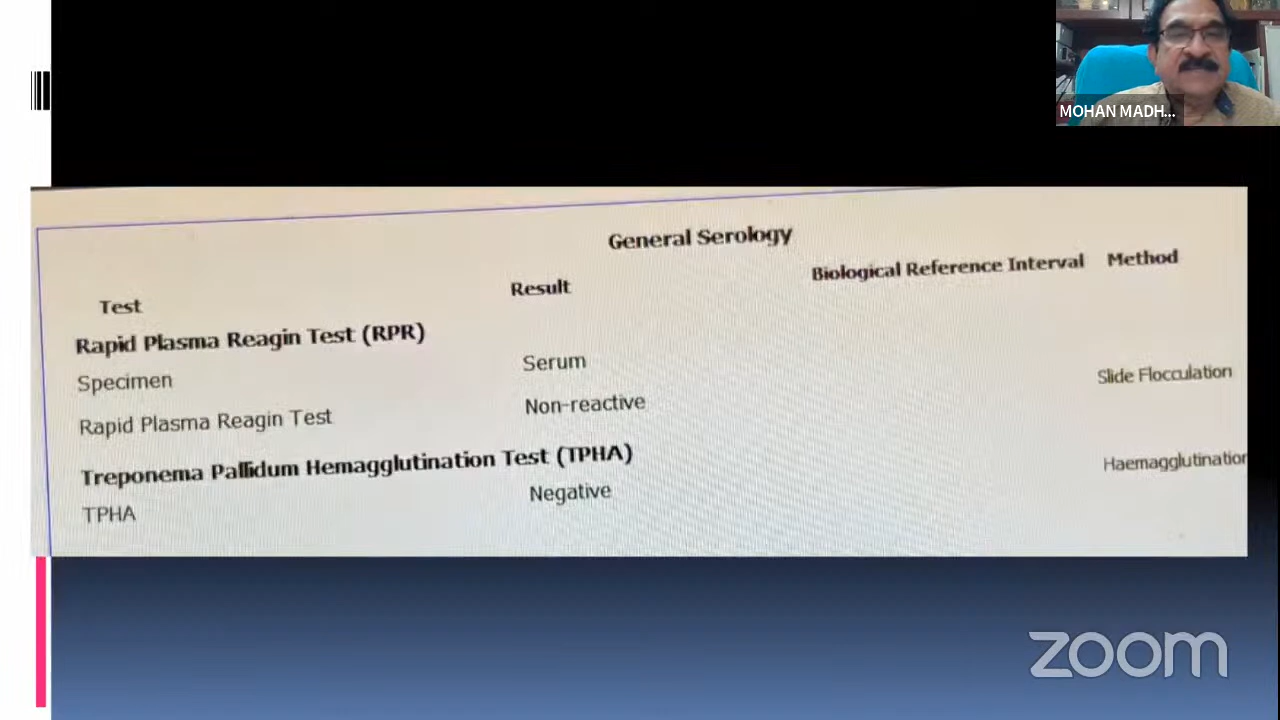 MOHAN MADH...
General Serology
Test Result Biological Reference Interval Method
Rapid Plasma Reagin Test (RPR)
Specimen Serum
Rapid Plasma Reagin Test Non-reactive Slide Flocculation
Treponema Pallidum Hemagglutination Test (TPHA)
TPHA Negative Haemagglutination
zoom